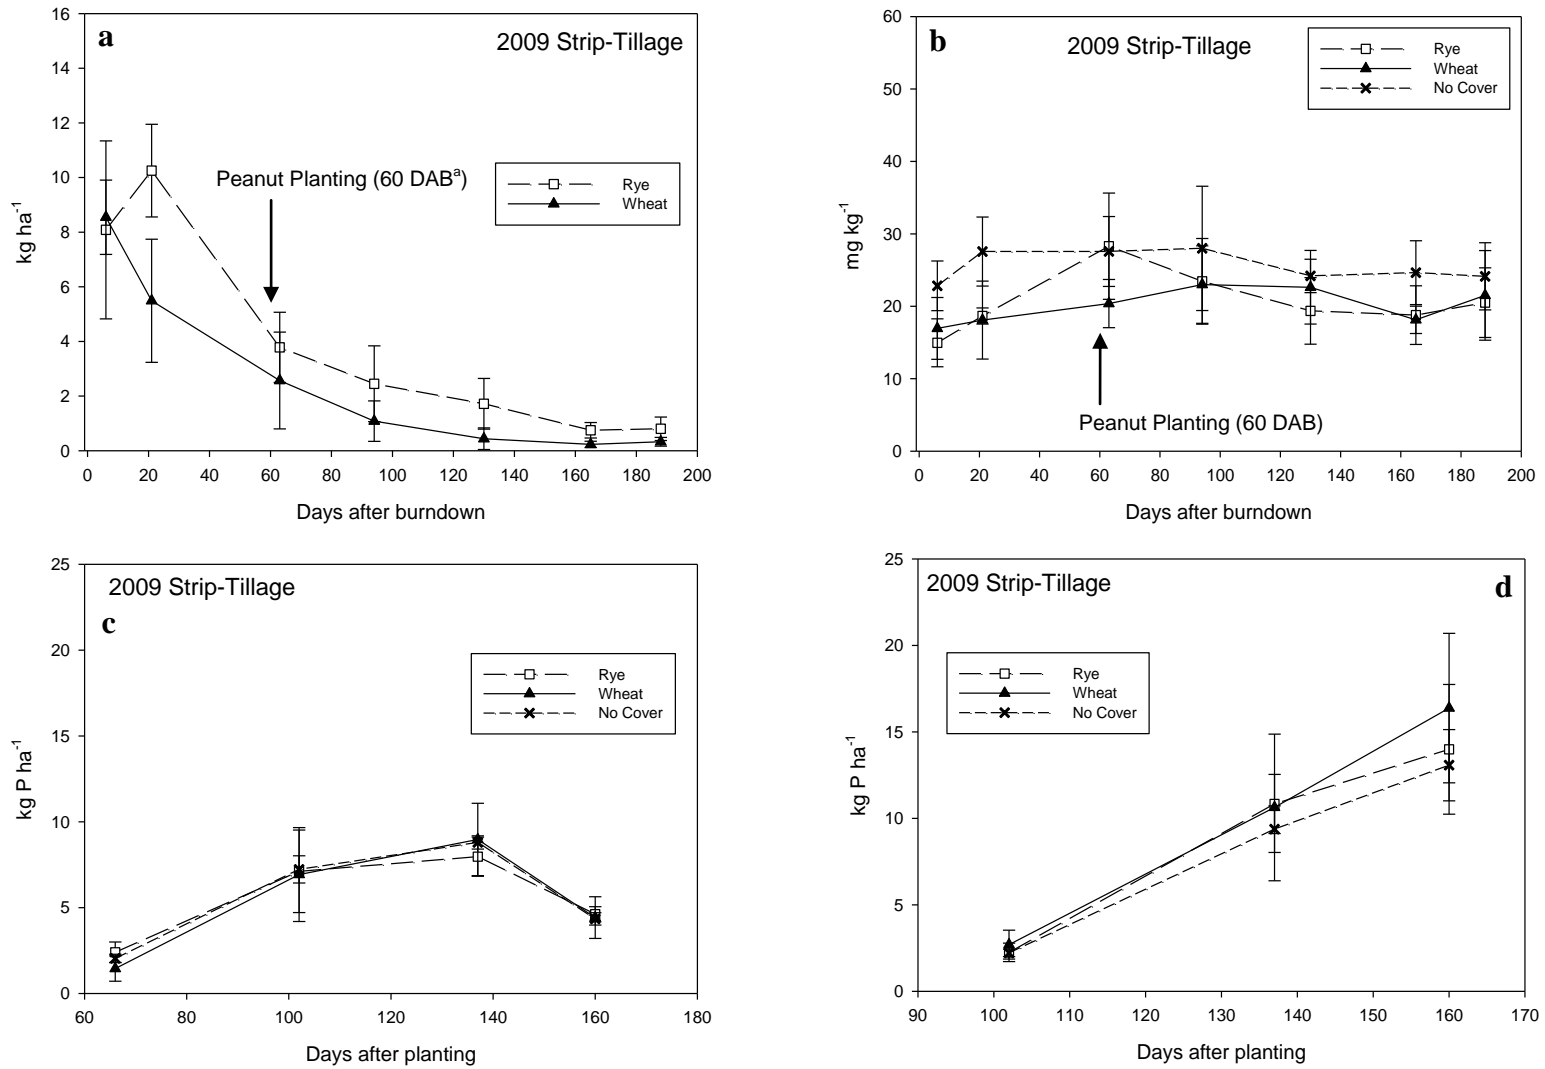 a
2009 Strip-Tillage
16
14
12
10
8
6
4
2
0
kg ha-1
Peanut Planting (60 DABa)
Rye
Wheat
0 20 40 60 80 100 120 140 160 180 200
Days after burndown
b
2009 Strip-Tillage
60
50
40
30
20
10
0
mg kg-1
Rye
Wheat
No Cover
Peanut Planting (60 DAB)
0 20 40 60 80 100 120 140 160 180 200
Days after burndown
2009 Strip-Tillage
c
25
20
15
10
5
0
kg P ha-1
Rye
Wheat
No Cover
60 80 100 120 140 160 180
Days after planting
2009 Strip-Tillage
d
25
20
15
10
5
0
kg P ha-1
Rye
Wheat
No Cover
90 100 110 120 130 140 150 160 170
Days after planting